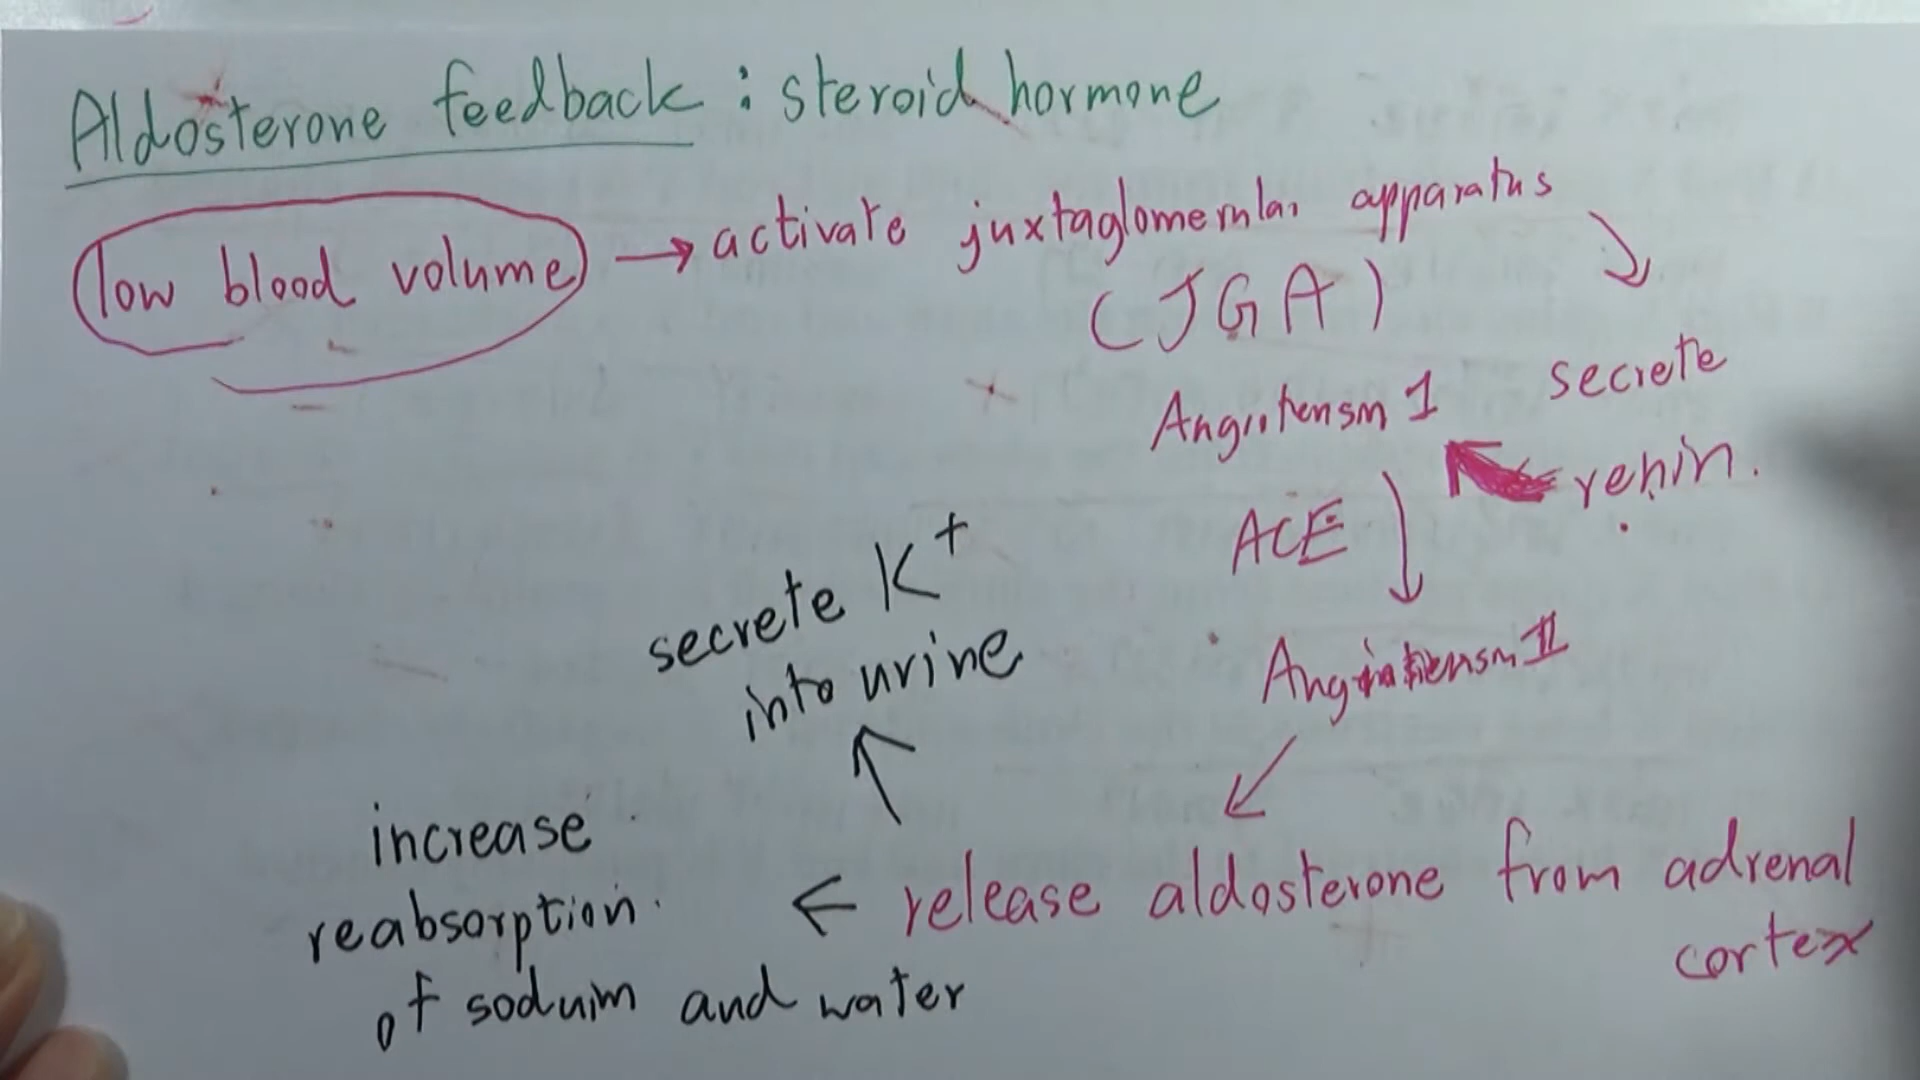 Aldosterone feedback : steroid hormone
low blood volume → activate juxtaglomerular apparatus
(JGA)
secrete
renin.
Angiotensin 1
ACE
Angiotensin II
release aldosterone from adrenal
cortex
secrete K+
into urine
increase
reabsorption
of soduim and water